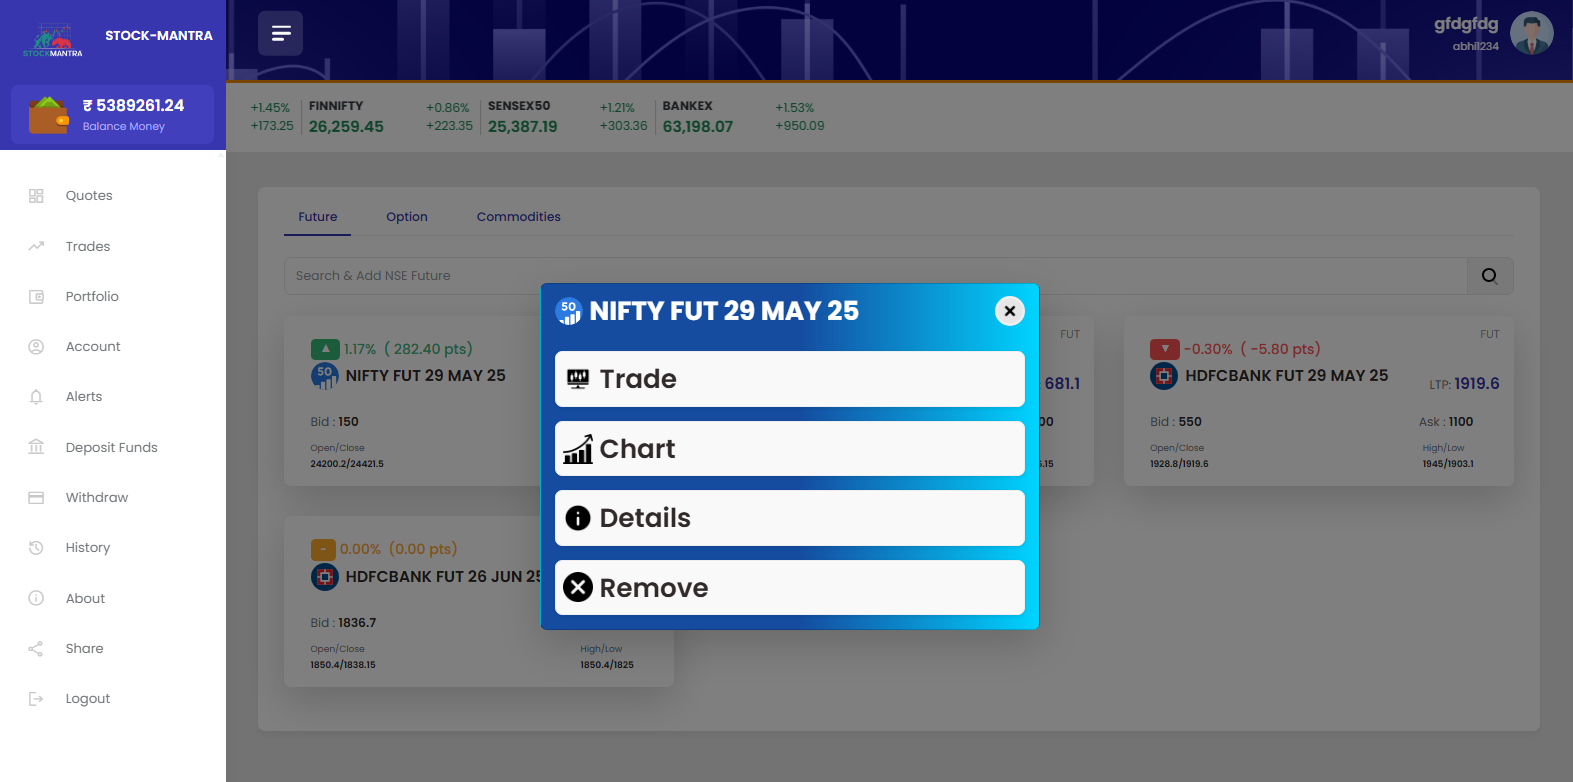 STOCKMANTRA
STOCK-MANTRA
₹ 5389261.24
Balance Money
Quotes
Trades
Portfolio
Account
Alerts
Deposit Funds
Withdraw
History
About
Share
Logout
gfdgfdg
abhi1234
+1.45%
+173.25
FINNIFTY
26,259.45
+0.86%
+223.35
SENSEX50
25,387.19
+1.21%
+303.36
BANKEX
63,198.07
+1.53%
+950.09
Future
Option
Commodities
Search & Add NSE Future
1.17% ( 282.40 pts)
50
NIFTY FUT 29 MAY 25
Bid : 150
Open/Close
24200.2/24421.5
FUT
681.1
00
.15
FUT
-0.30% ( -5.80 pts)
HDFCBANK FUT 29 MAY 25
LTP: 1919.6
Bid : 550
Ask : 1100
Open/Close
High/Low
1928.8/1919.6
1945/1903.1
0.00% (0.00 pts)
HDFCBANK FUT 26 JUN 25
Bid : 1836.7
Open/Close
High/Low
1850.4/1838.15
1850.4/1825
50
NIFTY FUT 29 MAY 25
Trade
Chart
Details
Remove